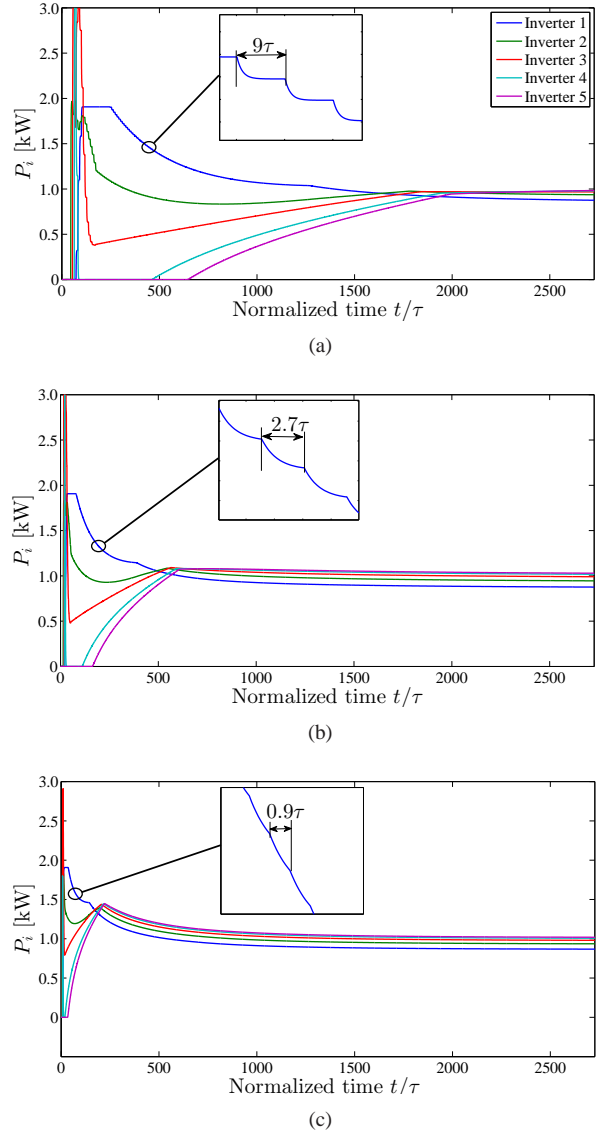 3.0
2.5
2.0
1.5
1.0
0.5
0
P_i [kW]
9τ
Inverter 1
Inverter 2
Inverter 3
Inverter 4
Inverter 5
0 500 1000 1500 2000 2500
Normalized time t/τ
(a)
3.0
2.5
2.0
1.5
1.0
0.5
0
P_i [kW]
2.7τ
0 500 1000 1500 2000 2500
Normalized time t/τ
(b)
3.0
2.5
2.0
1.5
1.0
0.5
0
P_i [kW]
0.9τ
0 500 1000 1500 2000 2500
Normalized time t/τ
(c)